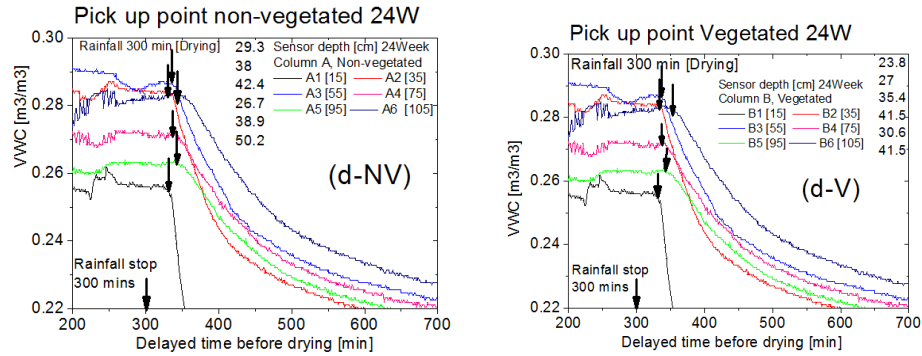 Pick up point non-vegetated 24W
0.30
0.28
0.26
0.24
0.22
VWC [m3/m3]
Rainfall 300 min [Drying]
29.3
38
42.4
26.7
38.9
50.2
Sensor depth [cm] 24Week
Column A, Non-vegetated
A1 [15] A2 [35]
A3 [55] A4 [75]
A5 [95] A6 [105]
(d-NV)
Rainfall stop
300 mins
200 300 400 500 600 700
Delayed time before drying [min]
Pick up point Vegetated 24W
0.30
0.28
0.26
0.24
0.22
VWC [m3/m3]
Rainfall 300 min [Drying]
23.8
27
35.4
41.5
30.6
41.5
Sensor depth [cm] 24Week
Column B, Vegetated
B1 [15] B2 [35]
B3 [55] B4 [75]
B5 [95] B6 [105]
(d-V)
Rainfall stop
300 mins
200 300 400 500 600 700
Delayed time before drying [min]